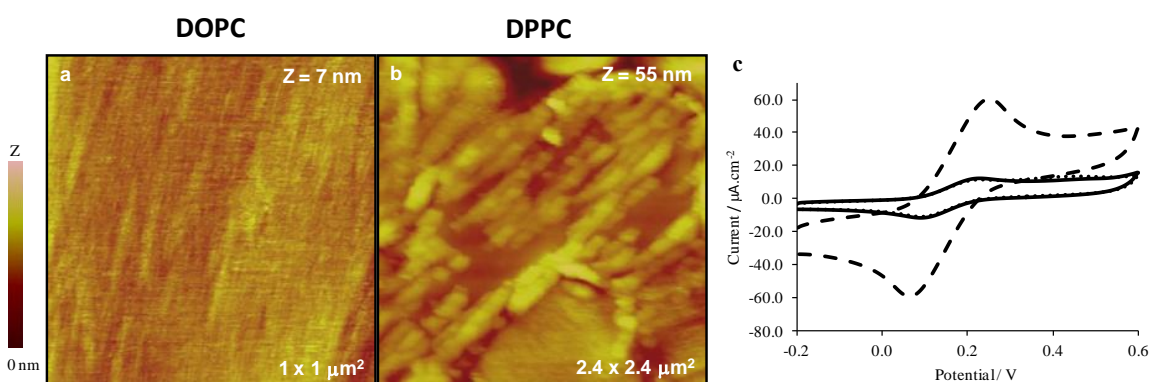 DOPC
DPPC
a
Z = 7 nm
b
Z = 55 nm
c
Z
0 nm
1 x 1 µm²
2.4 x 2.4 µm²
60.0
40.0
20.0
0.0
-20.0
-40.0
-60.0
-80.0
Current / µA.cm⁻²
-0.2
0.0
0.2
0.4
0.6
Potential/ V